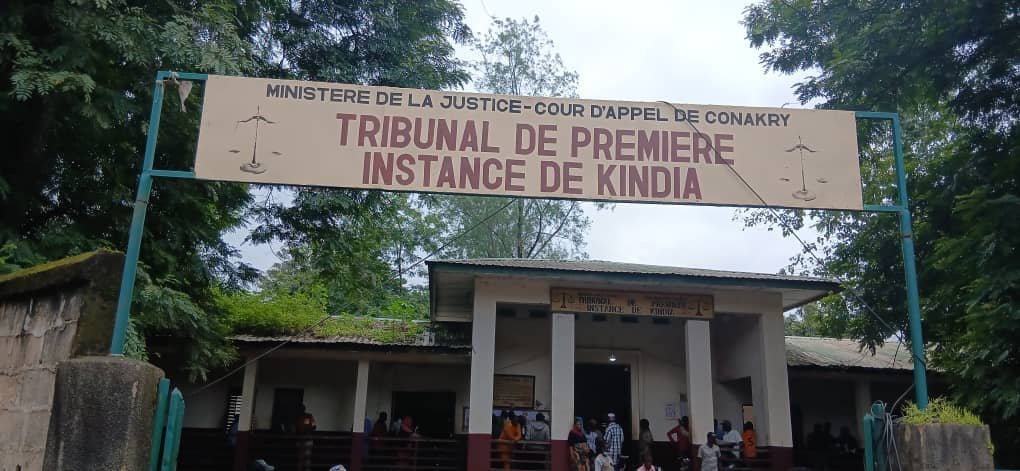 MINISTERE DE LA JUSTICE-COUR D'APPEL DE CONAKRY
TRIBUNAL DE PREMIERE
INSTANCE DE KINDIA
TRIBUNAL DE PREMIERE
INSTANCE DE KINDIA